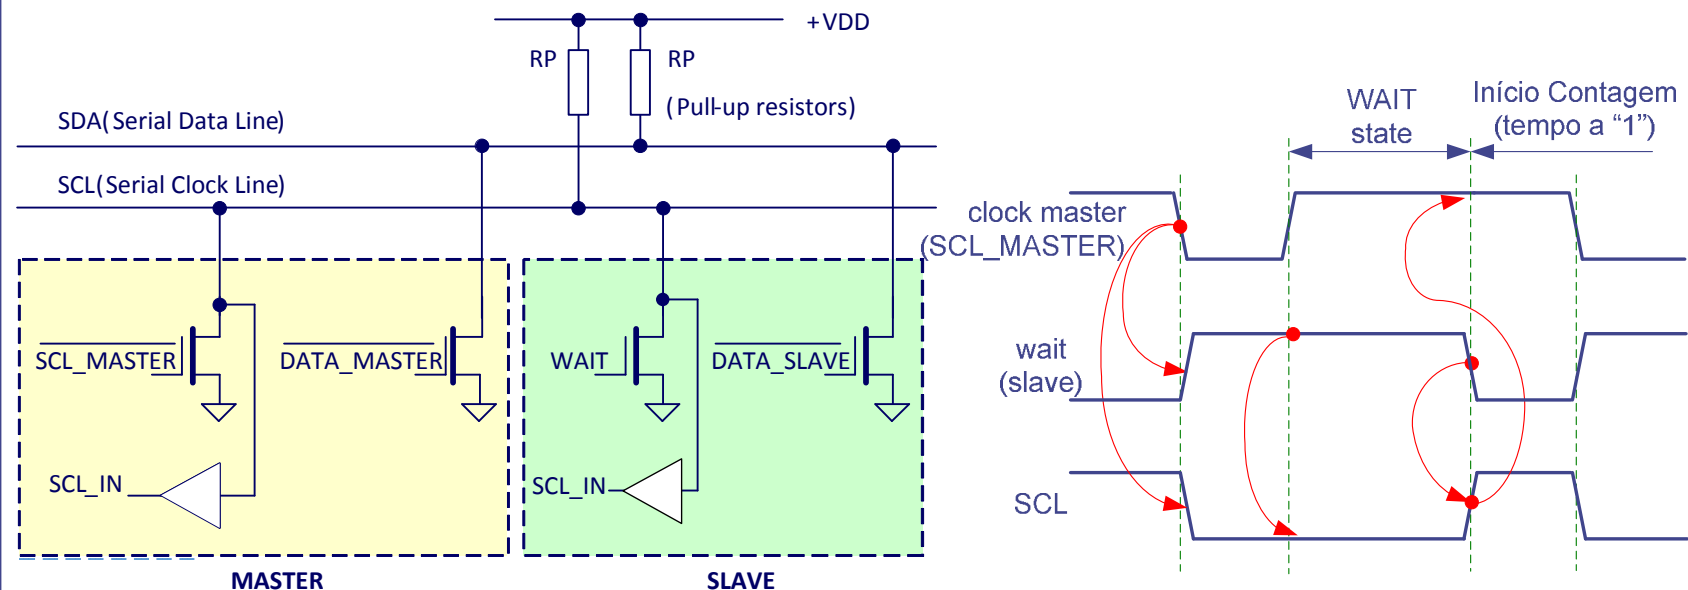 +VDD
RP
RP
(Pull-up resistors)
SDA(Serial Data Line)
SCL(Serial Clock Line)
SCL_MASTER
DATA_MASTER
WAIT
DATA_SLAVE
SCL_IN
SCL_IN
MASTER
SLAVE
WAIT
state
Início Contagem
(tempo a “1”)
clock master
(SCL_MASTER)
wait
(slave)
SCL